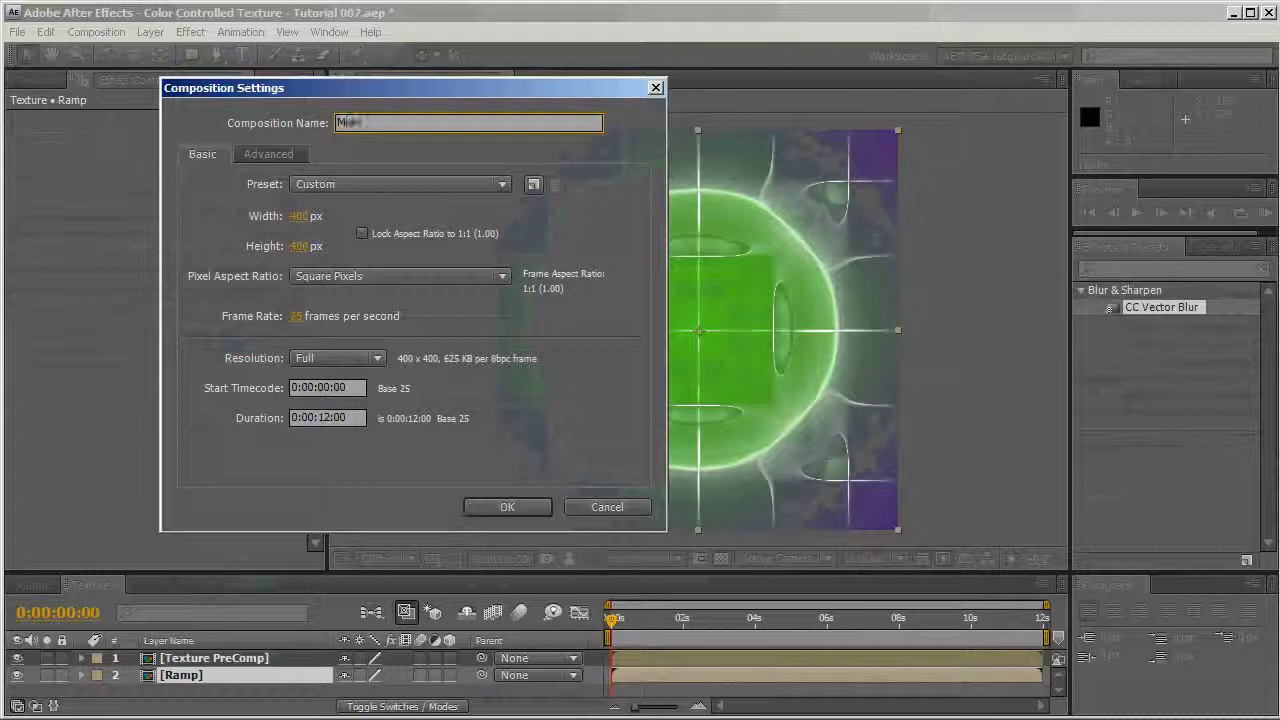 Adobe After Effects - Color Controlled Texture - Tutorial 007.aep *
File Edit Composition Layer Effect Animation View Window Help
Workspace:
Texture • Ramp
Composition Settings
Composition Name:
Basic Advanced
Preset: Custom
Width: 400 px
Lock Aspect Ratio to 1:1 (1.00)
Height: 400 px
Pixel Aspect Ratio: Square Pixels
Frame Aspect Ratio:
1:1 (1.00)
Frame Rate: 25 frames per second
Resolution: Full 400 x 400, 625 KB per 8bpc frame
Start Timecode: 0:00:00:00 Base 25
Duration: 0:00:12:00 is 0:00:12:00 Base 25
OK Cancel
Blur & Sharpen
CC Vector Blur
Active Camera
Texture
Paragraph
0:00:00:00
02s 04s 06s 08s 10s 12s
# Layer Name Parent
1 [Texture PreComp] None
2 [Ramp] None
Toggle Switches / Modes